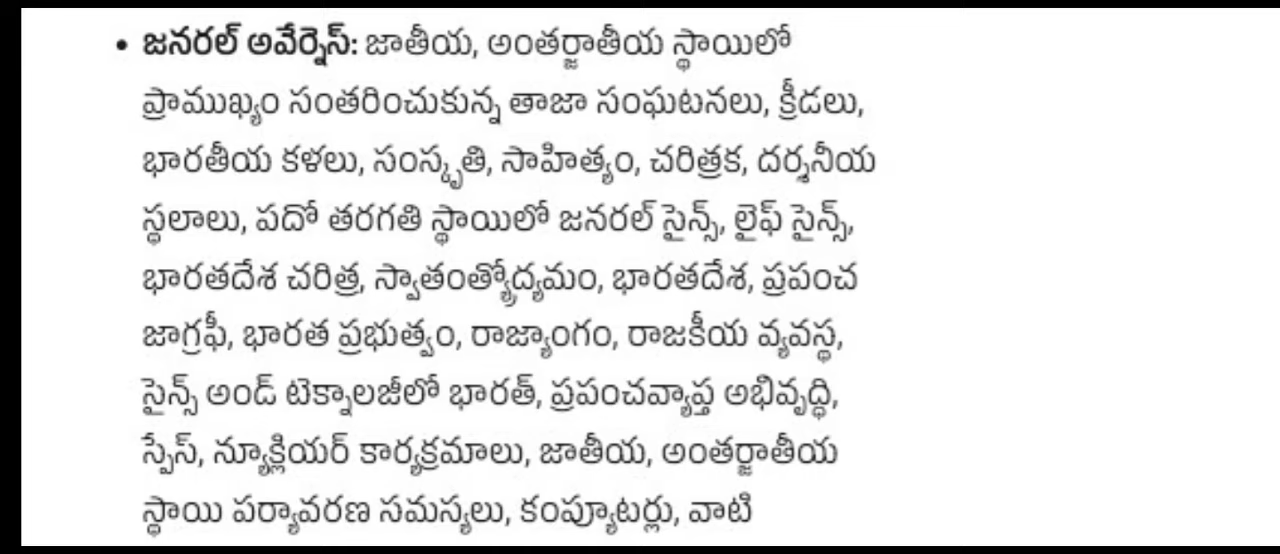 • జనరల్ అవేర్నెస్: జాతీయ, అంతర్జాతీయ స్థాయిలో
ప్రాముఖ్యం సంతరించుకున్న తాజా సంఘటనలు, క్రీడలు,
భారతీయ కళలు, సంస్కృతి, సాహిత్యం, చరిత్రక, దర్శనీయ
స్థలాలు, పదో తరగతి స్థాయిలో జనరల్ సైన్స్, లైఫ్ సైన్స్,
భారతదేశ చరిత్ర, స్వాతంత్య్రోద్యమం, భారతదేశ, ప్రపంచ
జాగ్రఫీ, భారత ప్రభుత్వం, రాజ్యాంగం, రాజకీయ వ్యవస్థ,
సైన్స్ అండ్ టెక్నాలజీలో భారత్, ప్రపంచవ్యాప్త అభివృద్ధి,
స్పేస్, న్యూక్లియర్ కార్యక్రమాలు, జాతీయ, అంతర్జాతీయ
స్థాయి పర్యావరణ సమస్యలు, కంప్యూటర్లు, వాటి